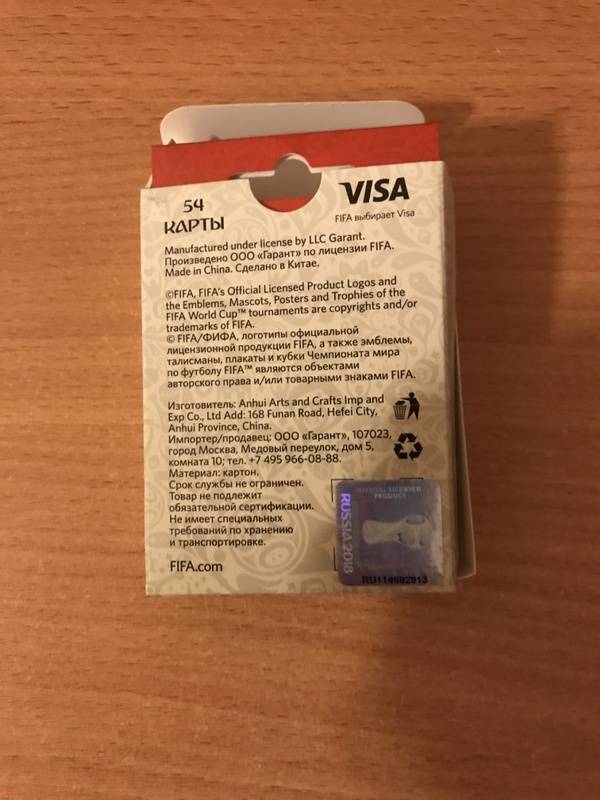 54
КАРТЫ
VISA
FIFA выбирает Visa
Manufactured under license by LLC Garant.
Произведено ООО «Гарант» по лицензии FIFA.
Made in China. Сделано в Китае.
©FIFA, FIFA's Official Licensed Product Logos and
the Emblems, Mascots, Posters and Trophies of the
FIFA World Cup™ tournaments are copyrights and/or
trademarks of FIFA.
© FIFA/ФИФА, логотипы официальной
лицензионной продукции FIFA, а также эмблемы,
талисманы, плакаты и кубки Чемпионата мира
по футболу FIFA™ являются объектами
авторского права и/или товарными знаками FIFA.
Изготовитель: Anhui Arts and Crafts Imp and
Exp Co., Ltd Add: 168 Funan Road, Hefei City,
Anhui Province, China.
Импортер/продавец: ООО «Гарант», 107023,
город Москва, Медовый переулок, дом 5,
комната 10; тел. +7 495 966-08-88.
Материал: картон.
Срок службы не ограничен.
Товар не подлежит
обязательной сертификации.
Не имеет специальных
требований по хранению
и транспортировке.
FIFA.com
OFFICIAL LICENSED
PRODUCT
RUSSIA 2018
RU114682913